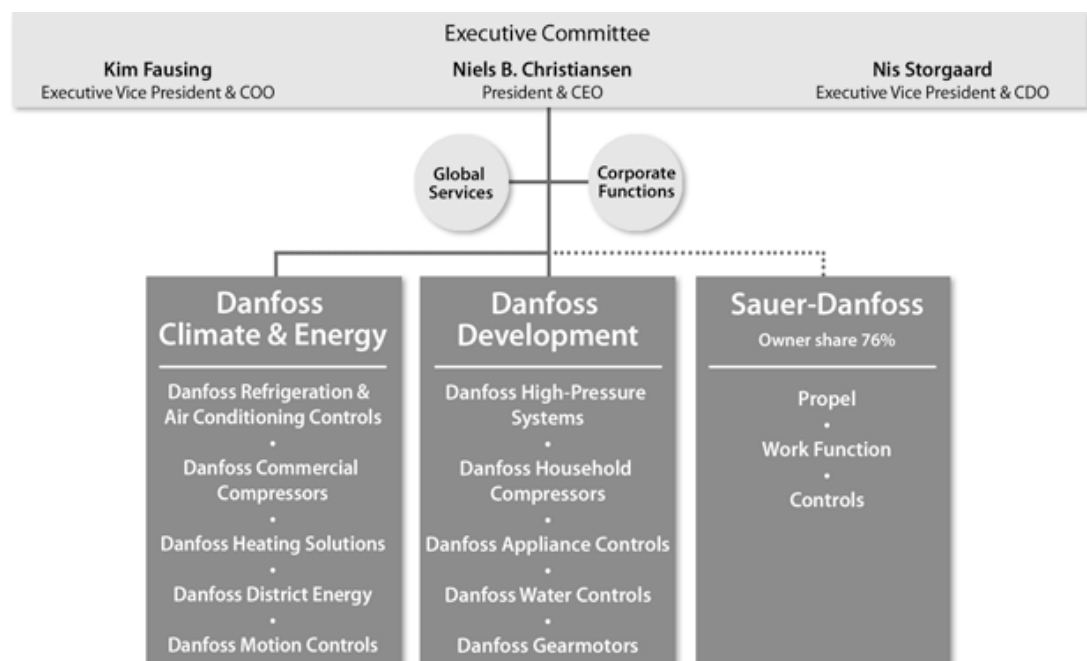 Executive Committee
Kim Fausing
Executive Vice President & COO
Niels B. Christiansen
President & CEO
Nis Storgaard
Executive Vice President & CDO
Global
Services
Corporate
Functions
Danfoss
Climate & Energy
Danfoss Refrigeration &
Air Conditioning Controls
•
Danfoss Commercial
Compressors
•
Danfoss Heating Solutions
•
Danfoss District Energy
•
Danfoss Motion Controls
Danfoss
Development
Danfoss High-Pressure
Systems
•
Danfoss Household
Compressors
•
Danfoss Appliance Controls
•
Danfoss Water Controls
•
Danfoss Gearmotors
Sauer-Danfoss
Owner share 76%
Propel
•
Work Function
•
Controls